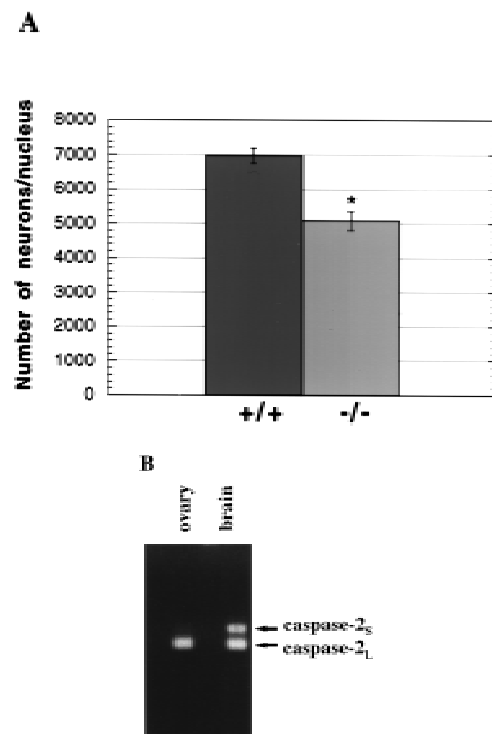 A
Number of neurons/nucleus
8000
7000
6000
5000
4000
3000
2000
1000
0
*
+/+
-/-
B
ovary
brain
caspase-2S
caspase-2L